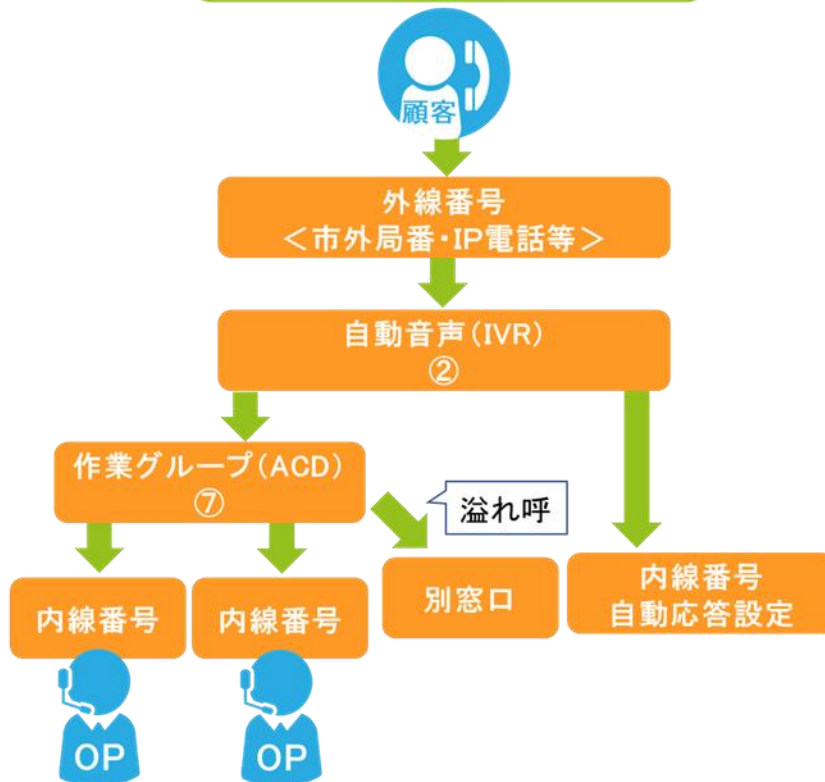 顧客
外線番号
＜市外局番・IP電話等＞
自動音声(IVR)
②
作業グループ(ACD)
⑦
溢れ呼
内線番号
内線番号
別窓口
内線番号
自動応答設定
OP
OP